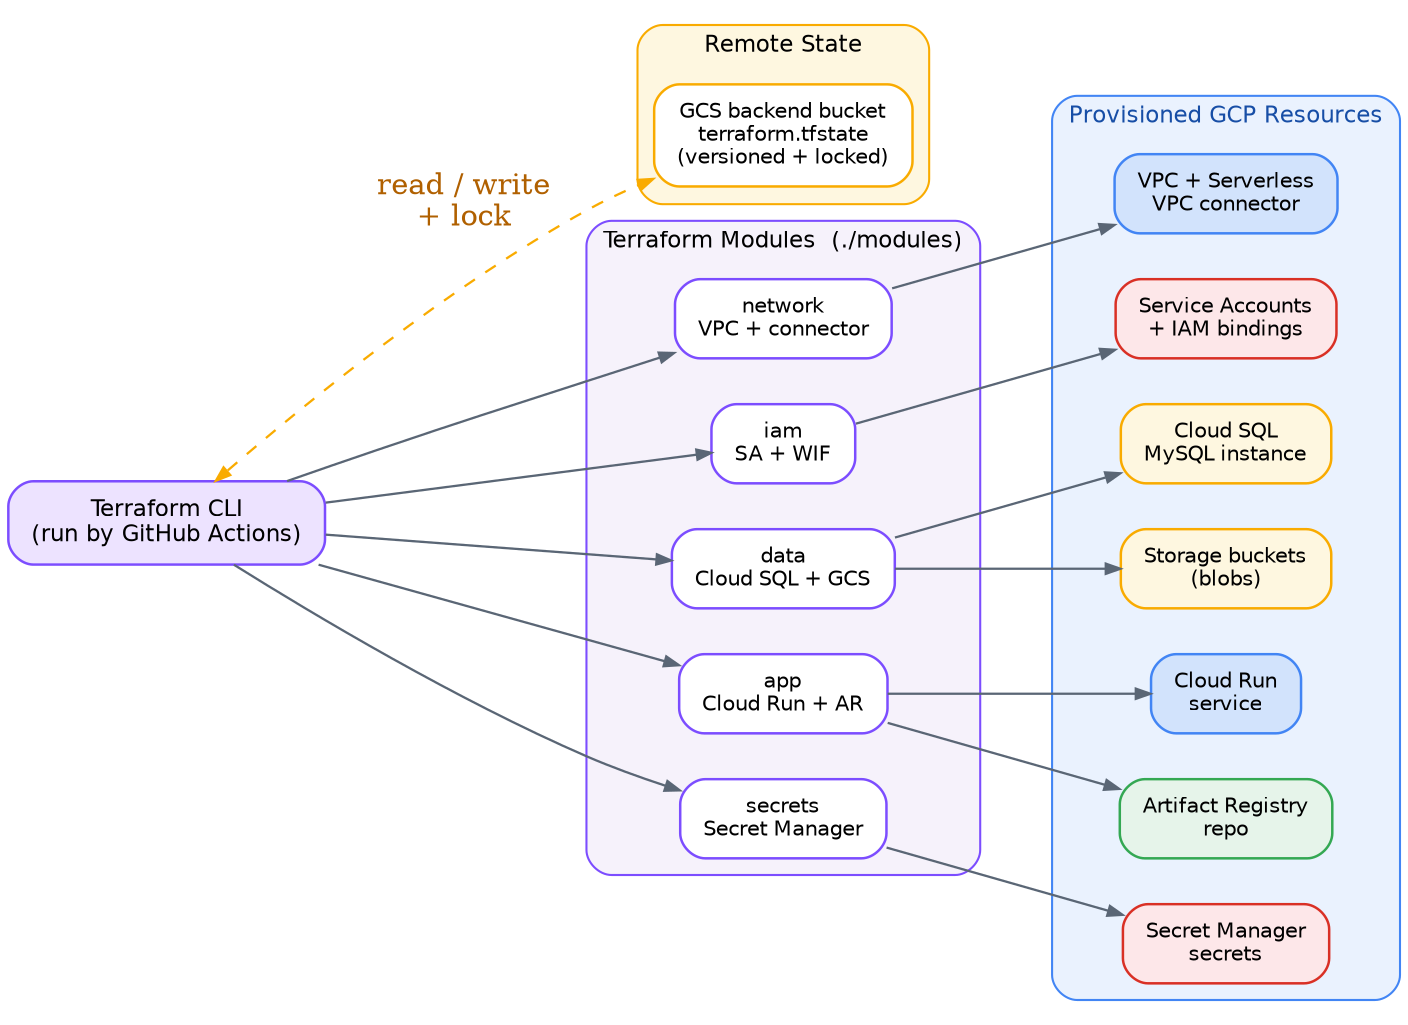 Remote State
GCS backend bucket
terraform.tfstate
(versioned + locked)
read / write
+ lock
Terraform CLI
(run by GitHub Actions)
Terraform Modules  (./modules)
network
VPC + connector
iam
SA + WIF
data
Cloud SQL + GCS
app
Cloud Run + AR
secrets
Secret Manager
Provisioned GCP Resources
VPC + Serverless
VPC connector
Service Accounts
+ IAM bindings
Cloud SQL
MySQL instance
Storage buckets
(blobs)
Cloud Run
service
Artifact Registry
repo
Secret Manager
secrets